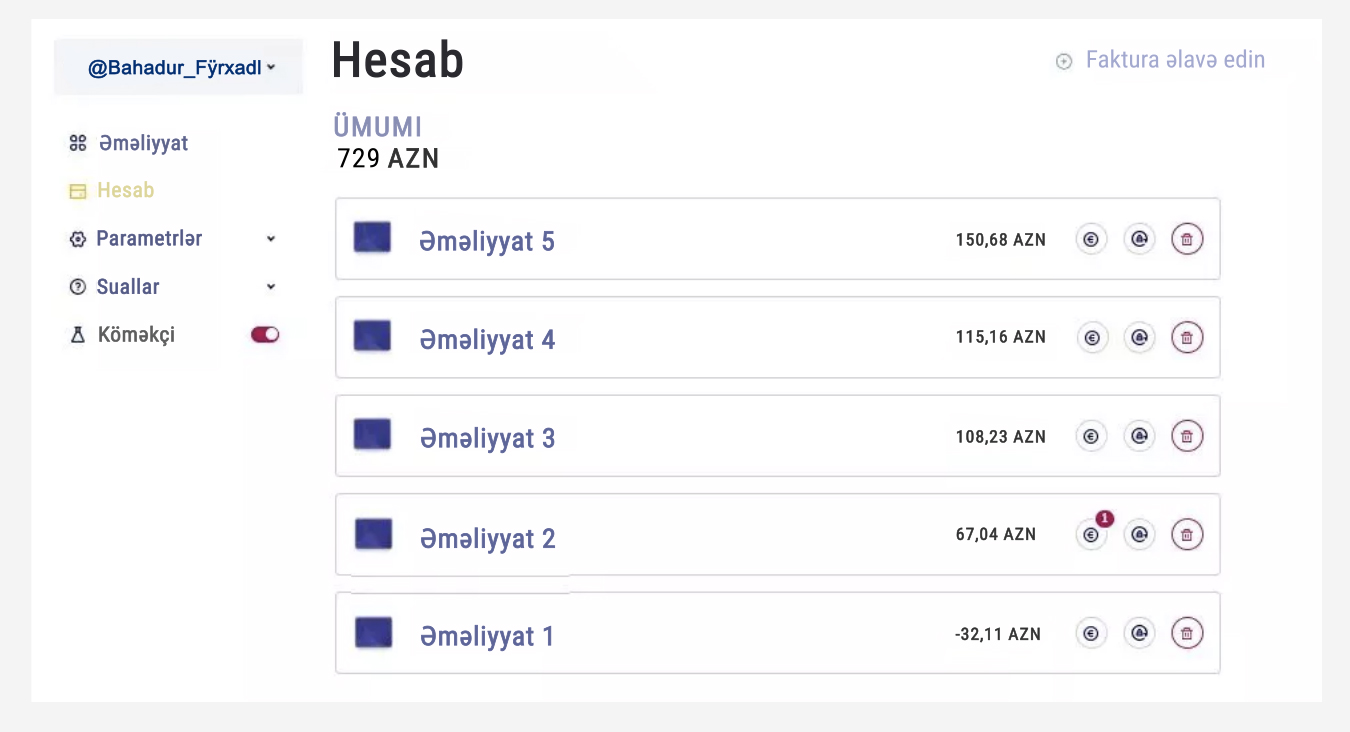 @Bahadur_Fÿrxadl
Əməliyyat
Hesab
Parametrlər
Suallar
Köməkçi
Hesab
Faktura əlavə edin
ÜMUMI
729 AZN
Əməliyyat 5
150,68 AZN
Əməliyyat 4
115,16 AZN
Əməliyyat 3
108,23 AZN
Əməliyyat 2
67,04 AZN
1
Əməliyyat 1
-32,11 AZN